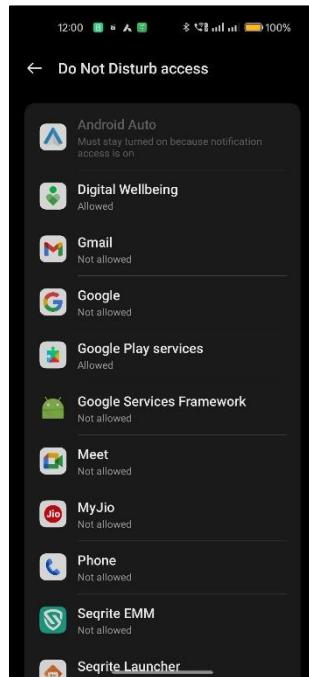 12:00
100%
Do Not Disturb access
Android Auto
Must stay turned on because notification
access is on
Digital Wellbeing
Allowed
Gmail
Not allowed
Google
Not allowed
Google Play services
Allowed
Google Services Framework
Not allowed
Meet
Not allowed
Jio
MyJio
Not allowed
Phone
Not allowed
Seqrite EMM
Not allowed
Seqrite Launcher